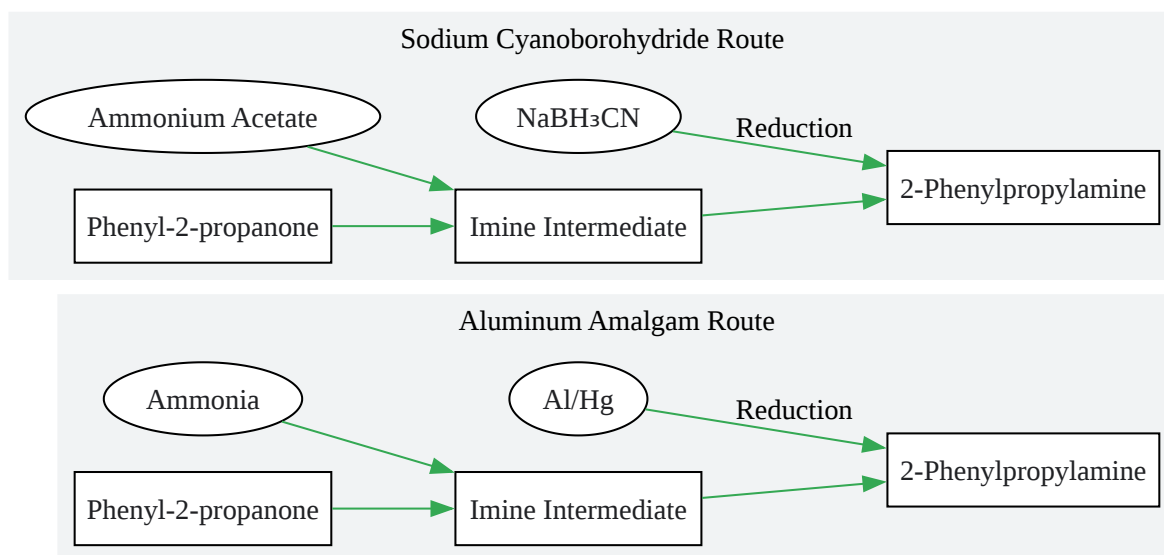 Sodium Cyanoborohydride Route
Ammonium Acetate
NaBH₃CN
Reduction
2-Phenylpropylamine
Phenyl-2-propanone
Imine Intermediate
Aluminum Amalgam Route
Ammonia
Al/Hg
Reduction
2-Phenylpropylamine
Phenyl-2-propanone
Imine Intermediate